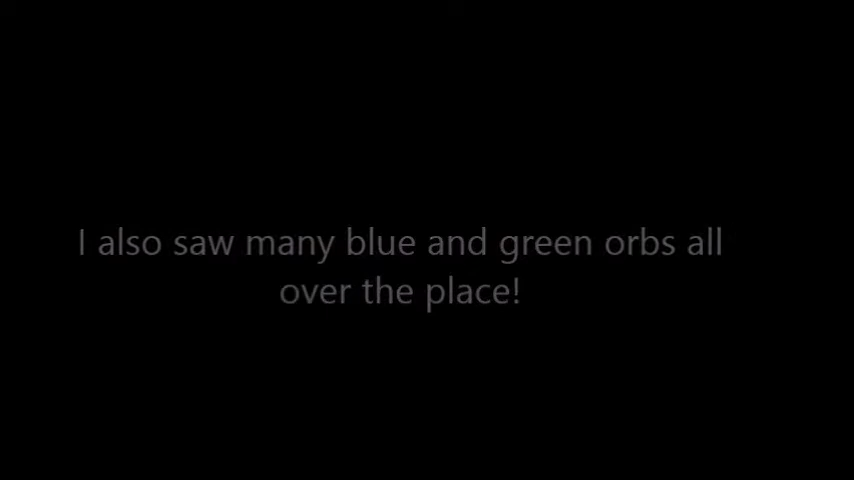 I also saw many blue and green orbs all
over the place!